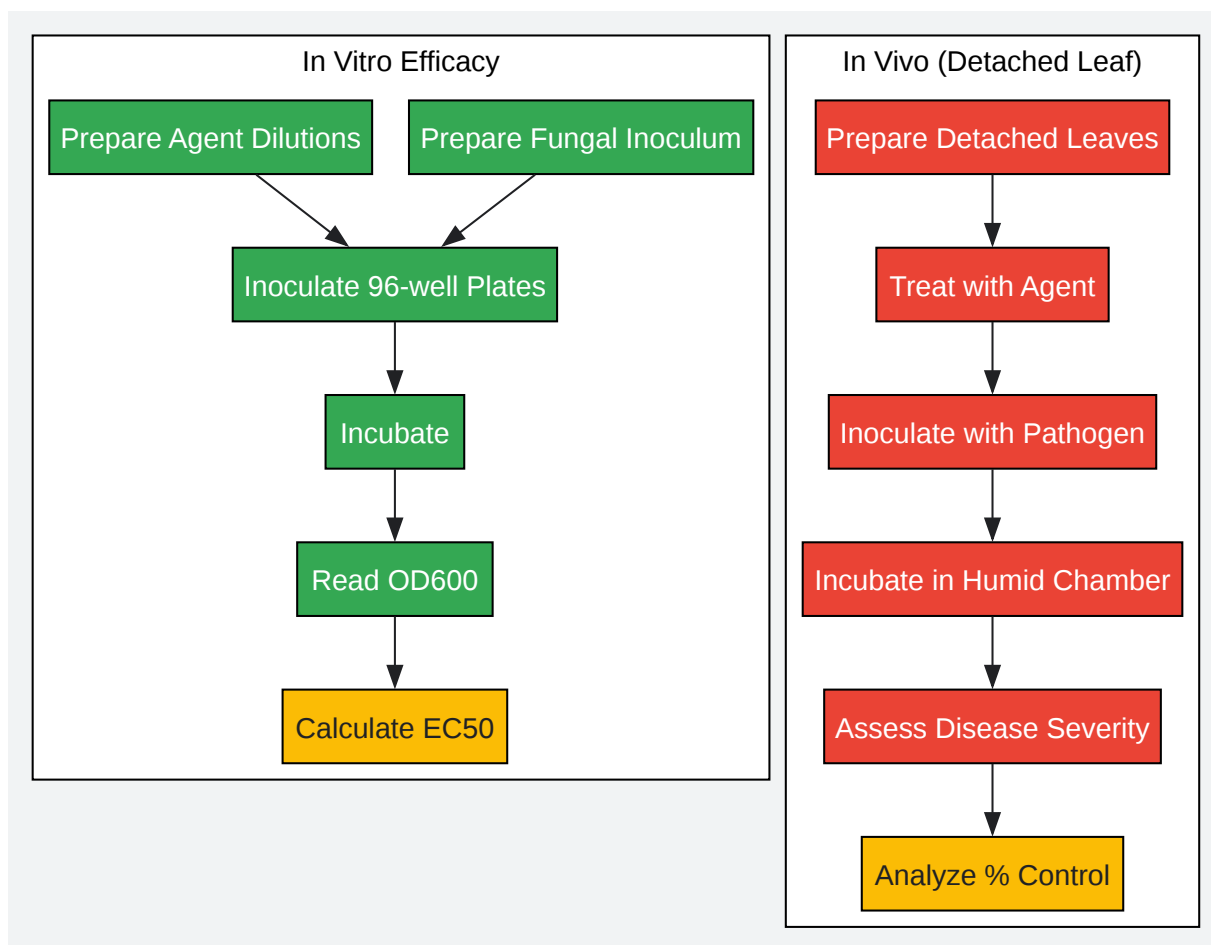 In Vitro Efficacy
Prepare Agent Dilutions
Prepare Fungal Inoculum
Inoculate 96-well Plates
Incubate
Read OD600
Calculate EC50
In Vivo (Detached Leaf)
Prepare Detached Leaves
Treat with Agent
Inoculate with Pathogen
Incubate in Humid Chamber
Assess Disease Severity
Analyze % Control